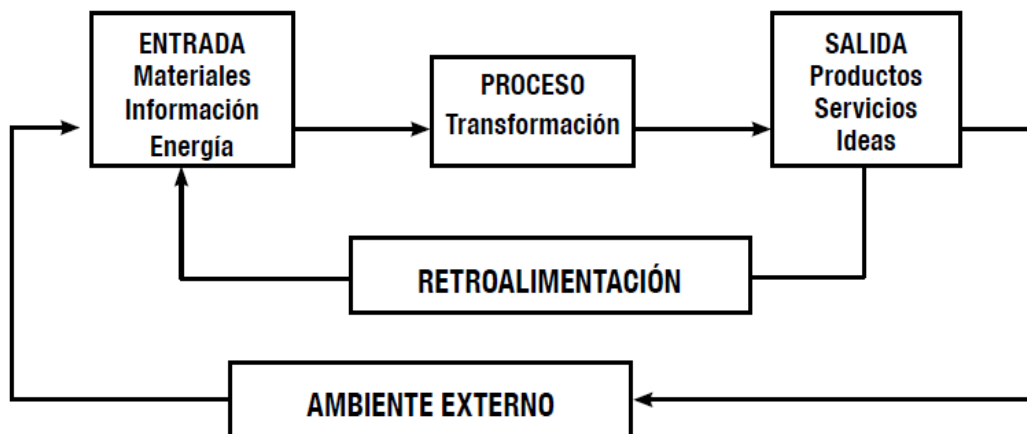 ENTRADA
Materiales
Información
Energía
PROCESO
Transformación
SALIDA
Productos
Servicios
Ideas
RETROALIMENTACIÓN
AMBIENTE EXTERNO